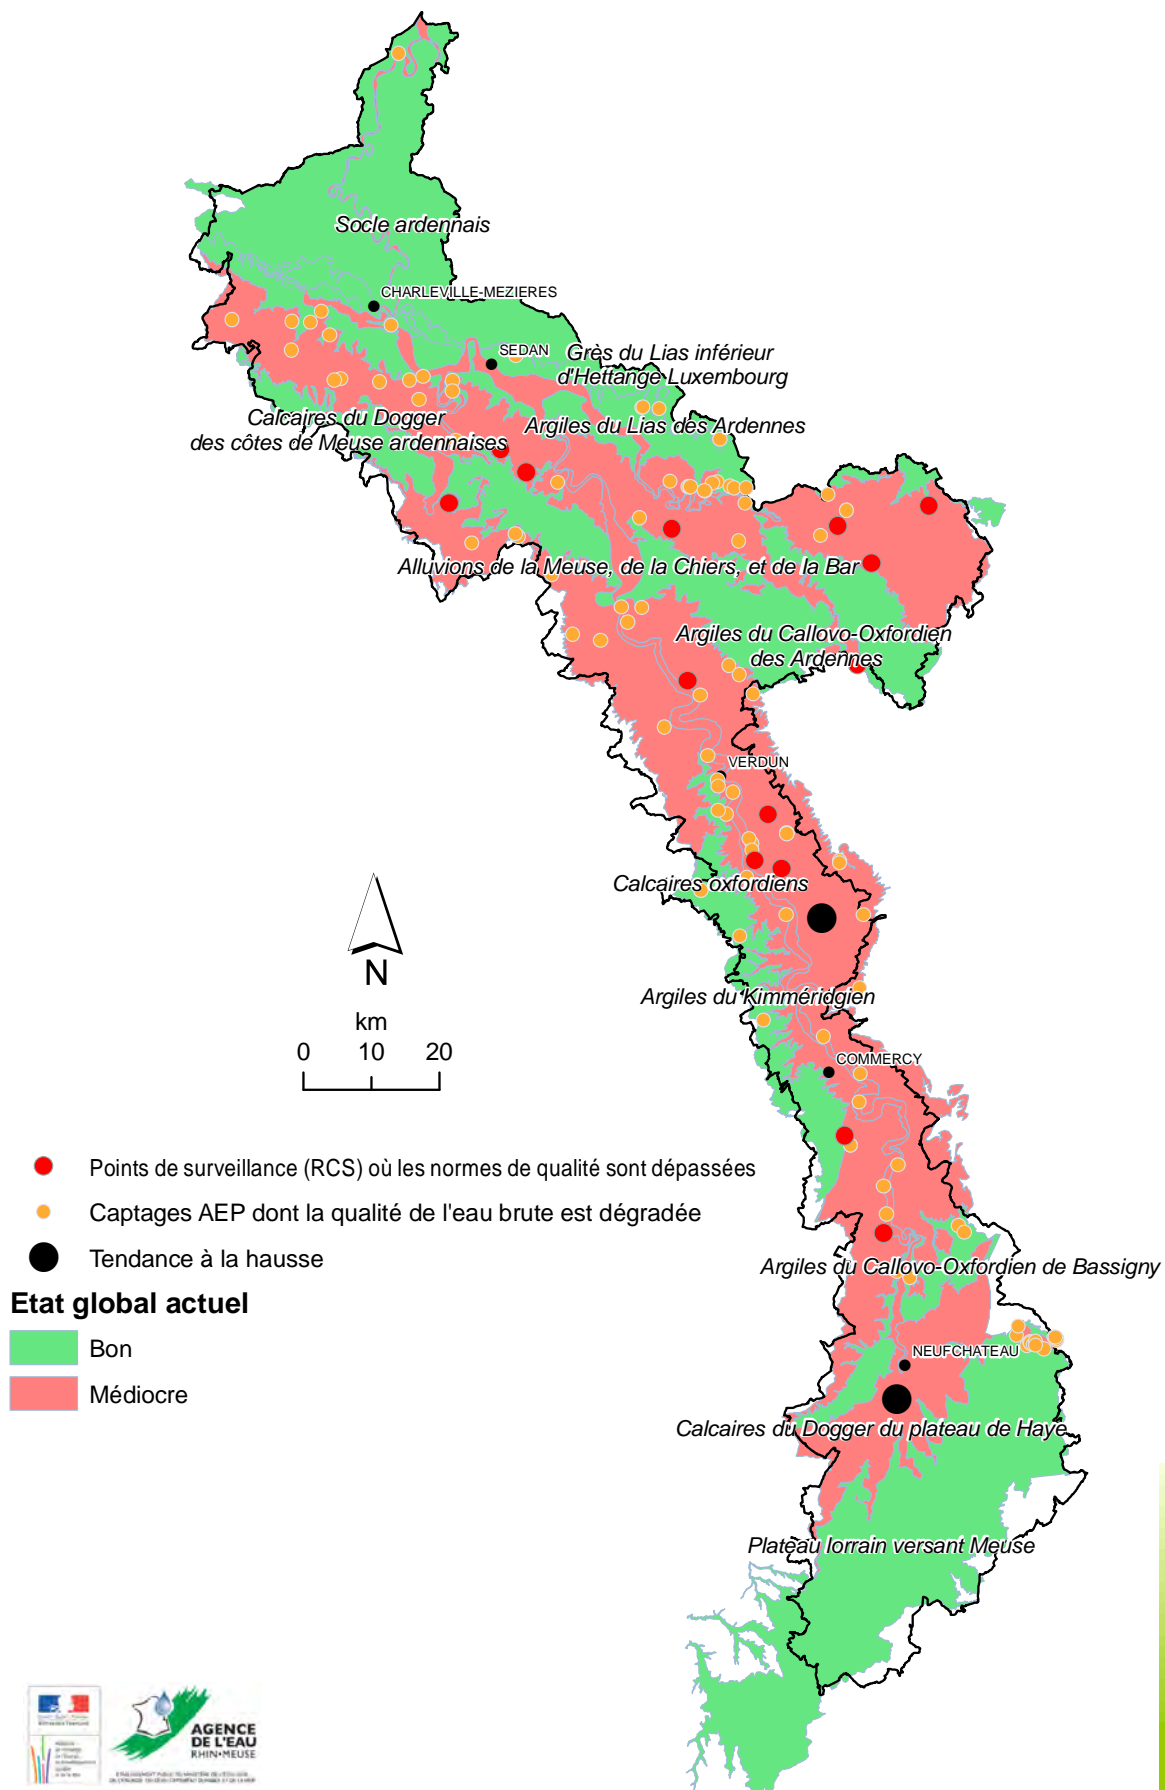 Socle ardennais
CHARLEVILLE-MEZIERES
SEDAN
Grès du Lias inférieur
d'Hettange Luxembourg
Calcaires du Dogger
des côtes de Meuse ardennaises
Argiles du Lias des Ardennes
Alluvions de la Meuse, de la Chiers, et de la Bar
Argiles du Callovo-Oxfordien
des Ardennes
VERDUN
Calcaires oxfordiens
N
Argiles du Kimméridgien
km
0 10 20
COMMERCY
Points de surveillance (RCS) où les normes de qualité sont dépassées
Captages AEP dont la qualité de l'eau brute est dégradée
Tendance à la hausse
Argiles du Callovo-Oxfordien de Bassigny
Etat global actuel
Bon
Médiocre
NEUFCHATEAU
Calcaires du Dogger du plateau de Haye
Plateau lorrain versant Meuse
AGENCE
DE L'EAU
RHIN•MEUSE